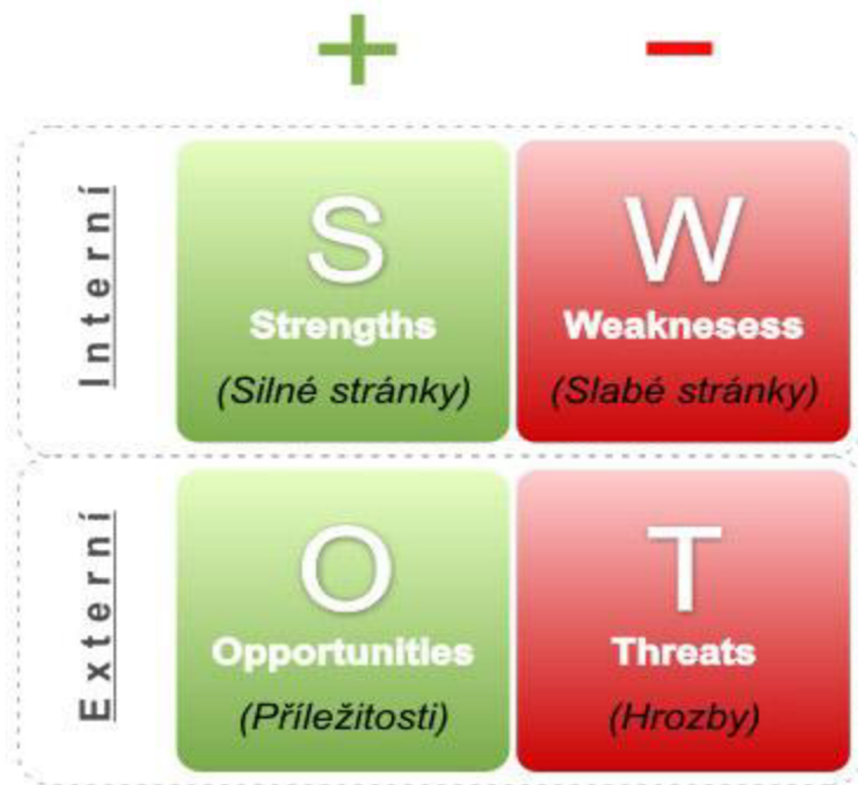 + −
Interní
S
Strengths
(Silné stránky)
W
Weaknesess
(Slabé stránky)
Externí
O
Opportunities
(Příležitosti)
T
Threats
(Hrozby)